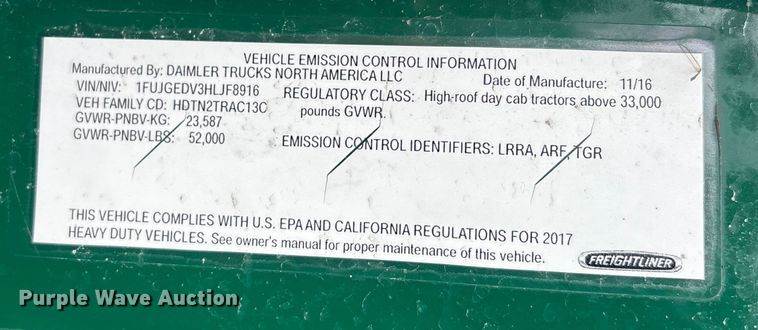 VEHICLE EMISSION CONTROL INFORMATION
Manufactured By: DAIMLER TRUCKS NORTH AMERICA LLC Date of Manufacture: 11/16
VIN/NIV: 1FUJGEDV3HLJF8916 REGULATORY CLASS: High-roof day cab tractors above 33,000
VEH FAMILY CD: HDTN2TRAC13C pounds GVWR.
GVWR-PNBV-KG: 23,587
GVWR-PNBV-LBS: 52,000 EMISSION CONTROL IDENTIFIERS: LRRA, ARF, TGR
THIS VEHICLE COMPLIES WITH U.S. EPA AND CALIFORNIA REGULATIONS FOR 2017
HEAVY DUTY VEHICLES. See owner's manual for proper maintenance of this vehicle.
FREIGHTLINER
Purple Wave Auction